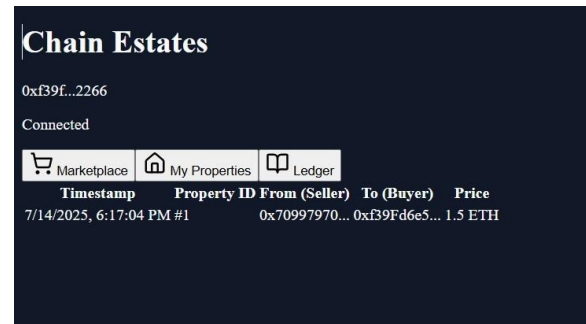 Chain Estates
0xf39f...2266
Connected
Marketplace My Properties Ledger
Timestamp Property ID From (Seller) To (Buyer) Price
7/14/2025, 6:17:04 PM #1 0x70997970... 0xf39Fd6e5... 1.5 ETH